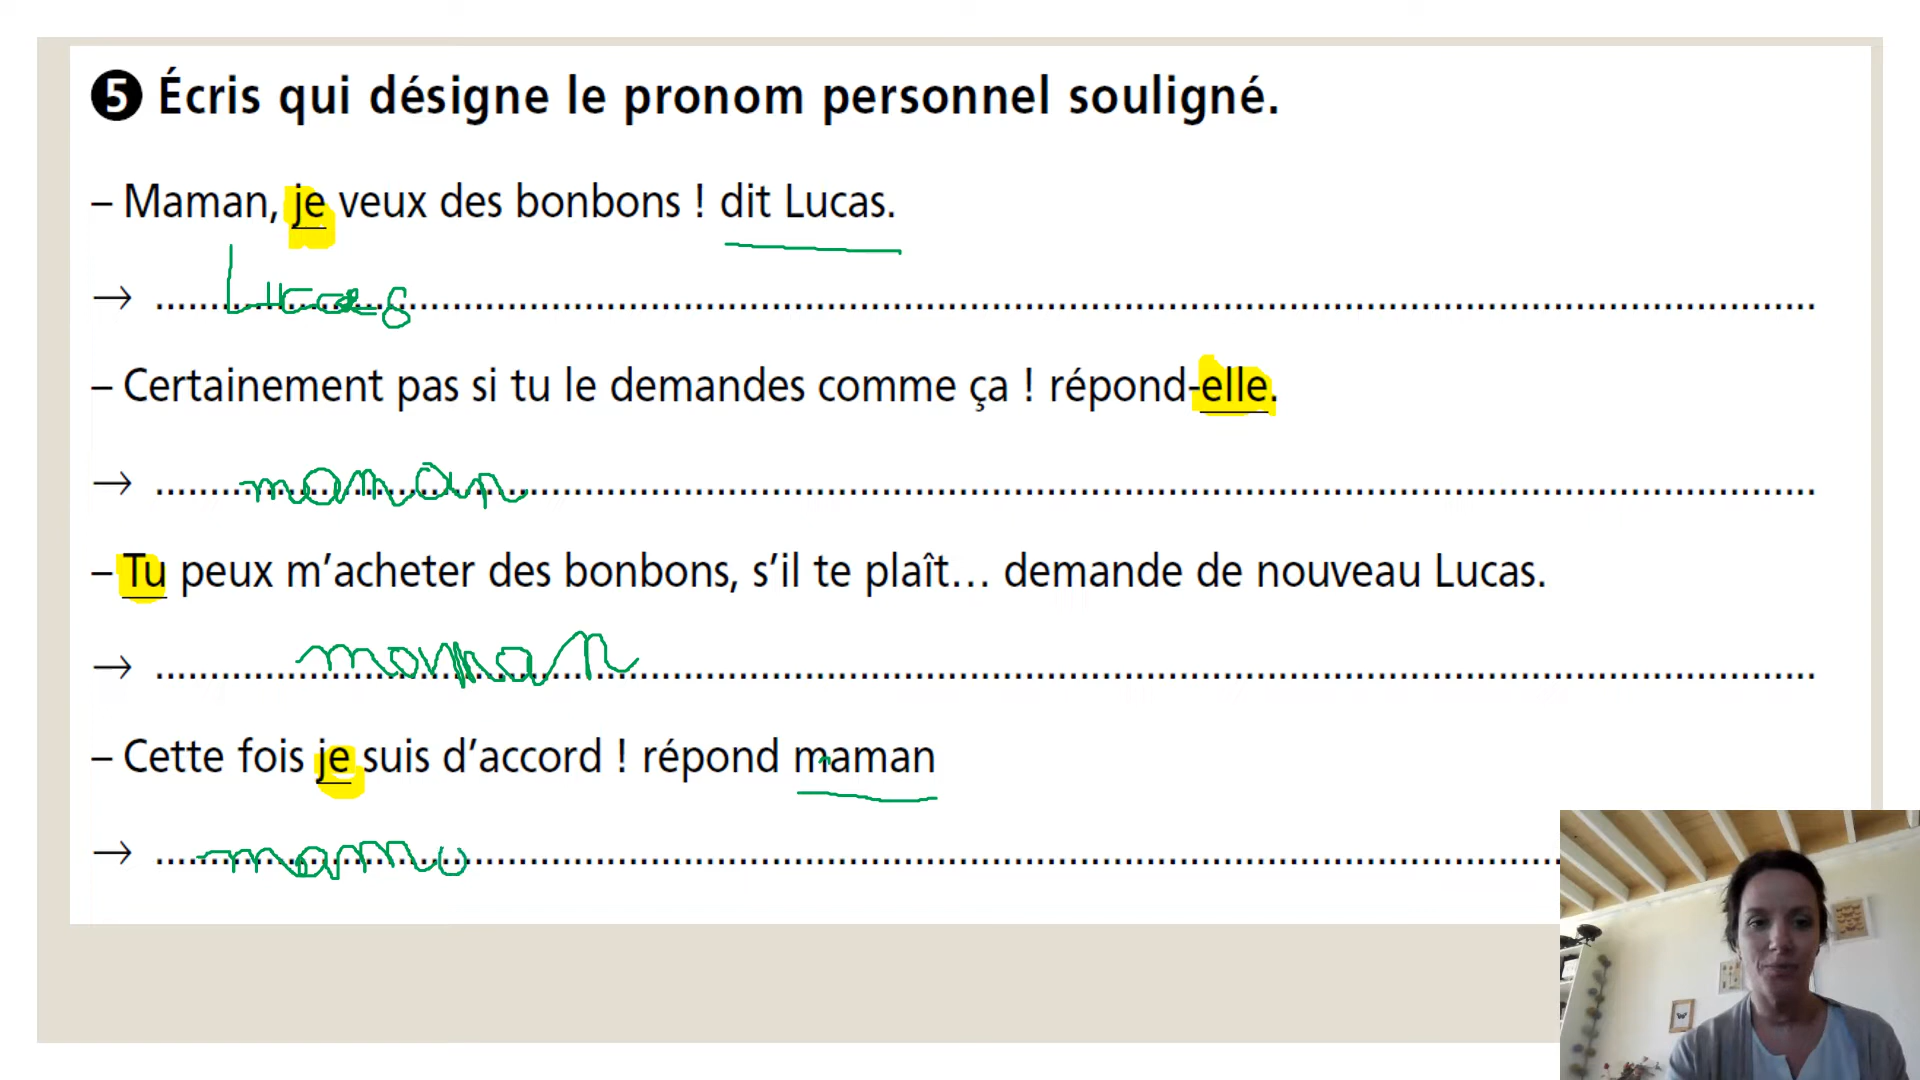 5 Écris qui désigne le pronom personnel souligné.
– Maman, je veux des bonbons ! dit Lucas.
→ Lucas
– Certainement pas si tu le demandes comme ça ! répond-elle.
→ maman
– Tu peux m’acheter des bonbons, s’il te plaît… demande de nouveau Lucas.
→ maman
– Cette fois je suis d’accord ! répond maman
→